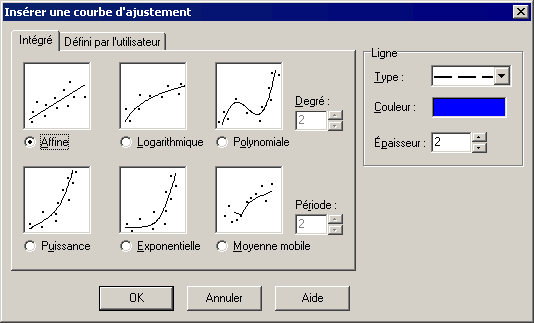 Insérer une courbe d'ajustement
Intégré
Défini par l'utilisateur
Degré :
2
Affine
Logarithmique
Polynomiale
Période :
2
Puissance
Exponentielle
Moyenne mobile
Ligne
Type :
Couleur :
Épaisseur :
2
OK
Annuler
Aide